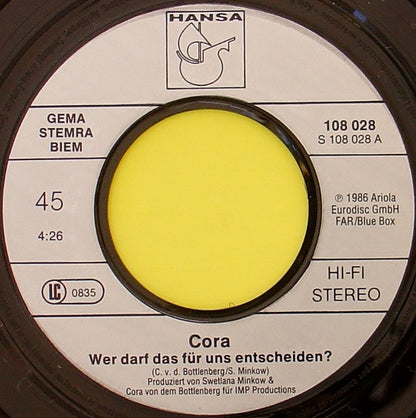 HANSA
GEMA
STEMRA
BIEM
108 028
S 108 028 A
45
4:26
℗ 1986 Ariola
Eurodisc GmbH
FAR/Blue Box
LC 0835
HI-FI
STEREO
Cora
Wer darf das für uns entscheiden?
(C. v. d. Bottlenberg/S. Minkow)
Produziert von Swetlana Minkow &
Cora von dem Bottlenberg für IMP Productions